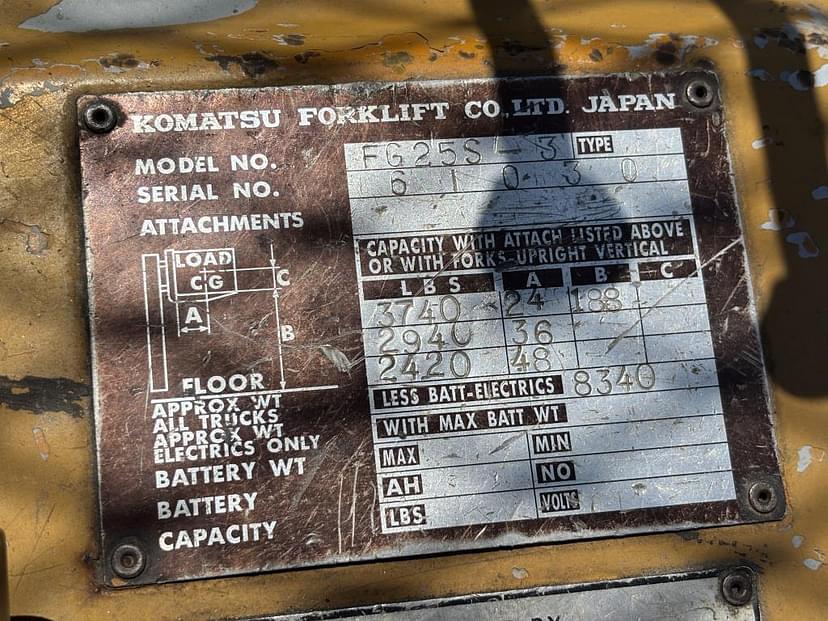 KOMATSU FORKLIFT CO.,LTD. JAPAN
MODEL NO. FG25S-3 TYPE
SERIAL NO. 61030
ATTACHMENTS
CAPACITY WITH ATTACH LISTED ABOVE
OR WITH FORKS UPRIGHT VERTICAL
LBS A B C
3740 24 188
2940 36
2420 48
LOAD
CG
C
A
B
FLOOR
APPROX WT
ALL TRUCKS
LESS BATT-ELECTRICS 8340
APPROX WT
ELECTRICS ONLY
WITH MAX BATT WT
BATTERY WT MAX MIN
BATTERY AH NO
CAPACITY LBS VOLTS
BY